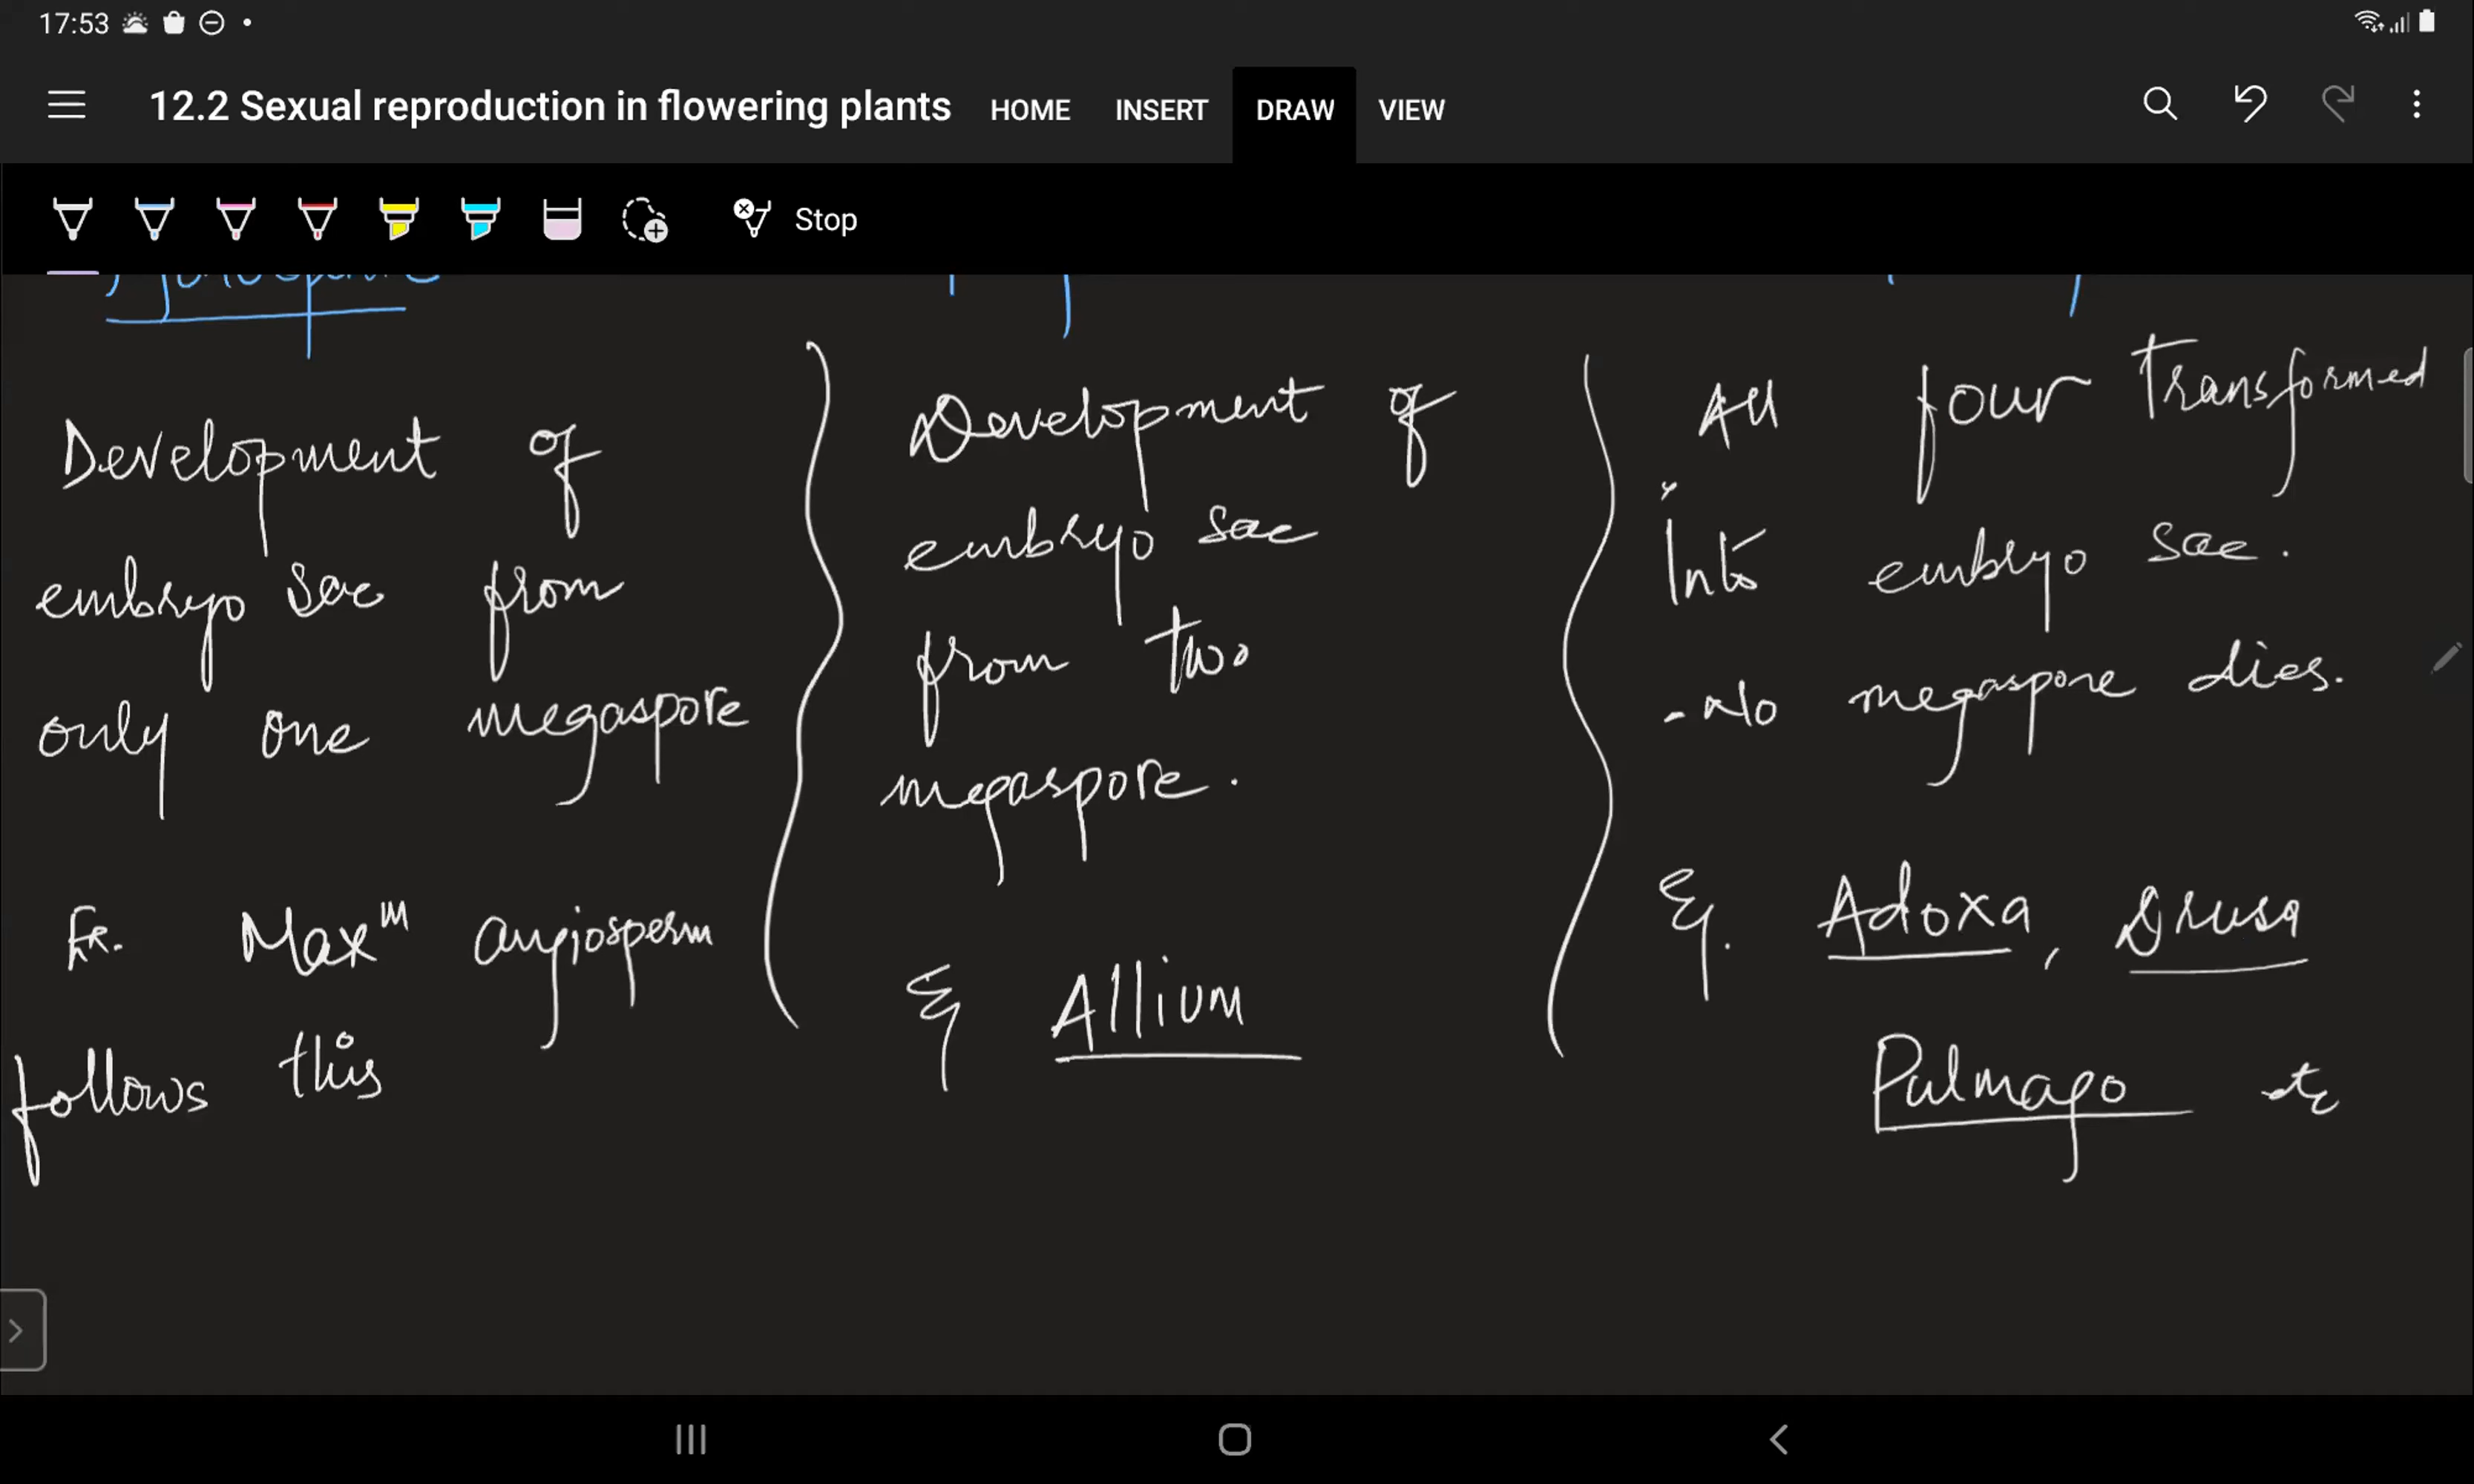 17:53
12.2 Sexual reproduction in flowering plants HOME INSERT DRAW VIEW
Stop
Development of
embryo sac from
only one megaspore
Ex. Maxᵐ angiosperm
follows this
Development of
embryo sac
from two
megaspore.
Eg Allium
All four Transformed
Into embryo sac.
- No megaspore dies.
Eg. Adoxa, Drusa
Pulmago etc